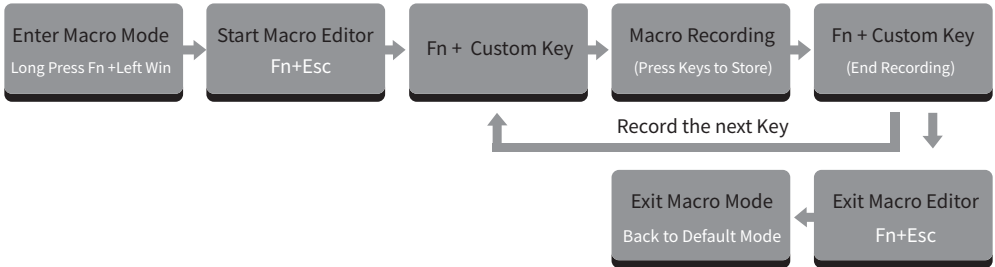 Enter Macro Mode
Long Press Fn +Left Win
Start Macro Editor
Fn+Esc
Fn + Custom Key
Macro Recording
(Press Keys to Store)
Fn + Custom Key
(End Recording)
Record the next Key
Exit Macro Mode
Back to Default Mode
Exit Macro Editor
Fn+Esc